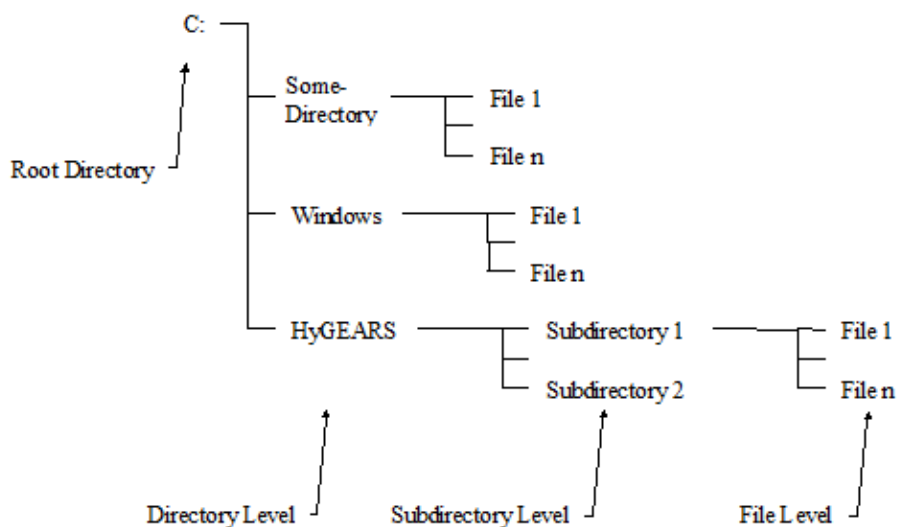 C:
Some-
Directory
File 1
File n
Root Directory
Windows
File 1
File n
HyGEARS
Subdirectory 1
File 1
Subdirectory 2
File n
Directory Level
Subdirectory Level
File Level